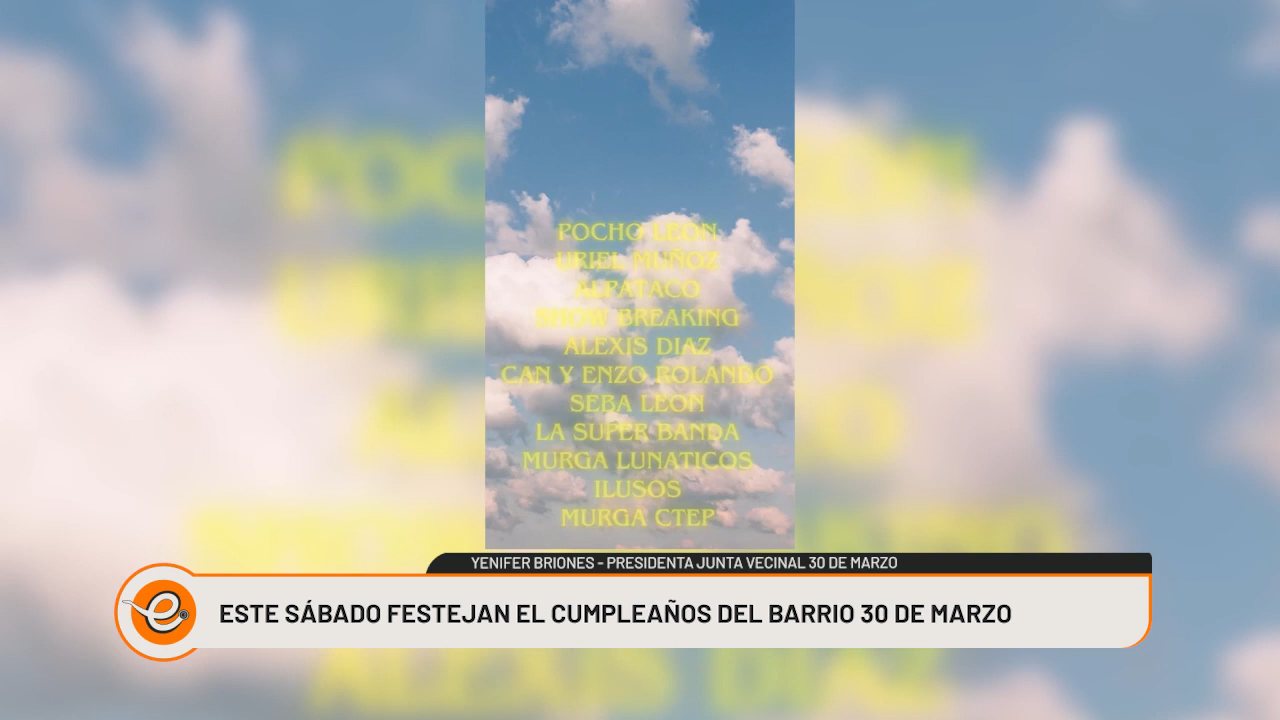 POCHO LEON
URIEL MUÑOZ
ALPATACO
SHOW BREAKING
ALEXIS DIAZ
CAN Y ENZO ROLANDO
SEBA LEON
LA SUPER BANDA
MURGA LUNATICOS
ILUSOS
MURGA CTEP
YENIFER BRIONES - PRESIDENTA JUNTA VECINAL 30 DE MARZO
ESTE SÁBADO FESTEJAN EL CUMPLEAÑOS DEL BARRIO 30 DE MARZO